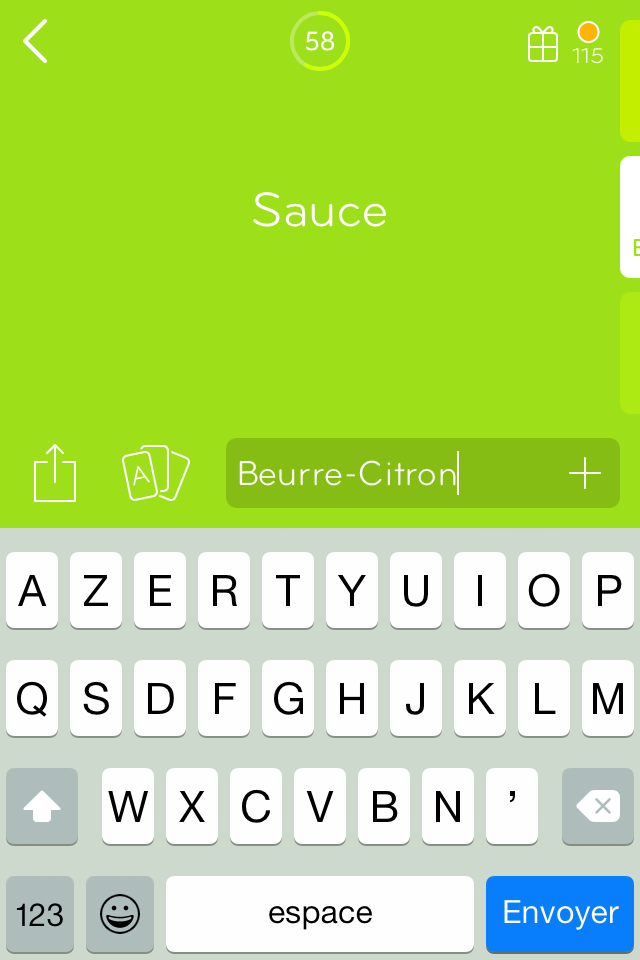 58
115
Sauce
E
A
Beurre-Citron
A Z E R T Y U I O P
Q S D F G H J K L M
W X C V B N ’
123 espace Envoyer